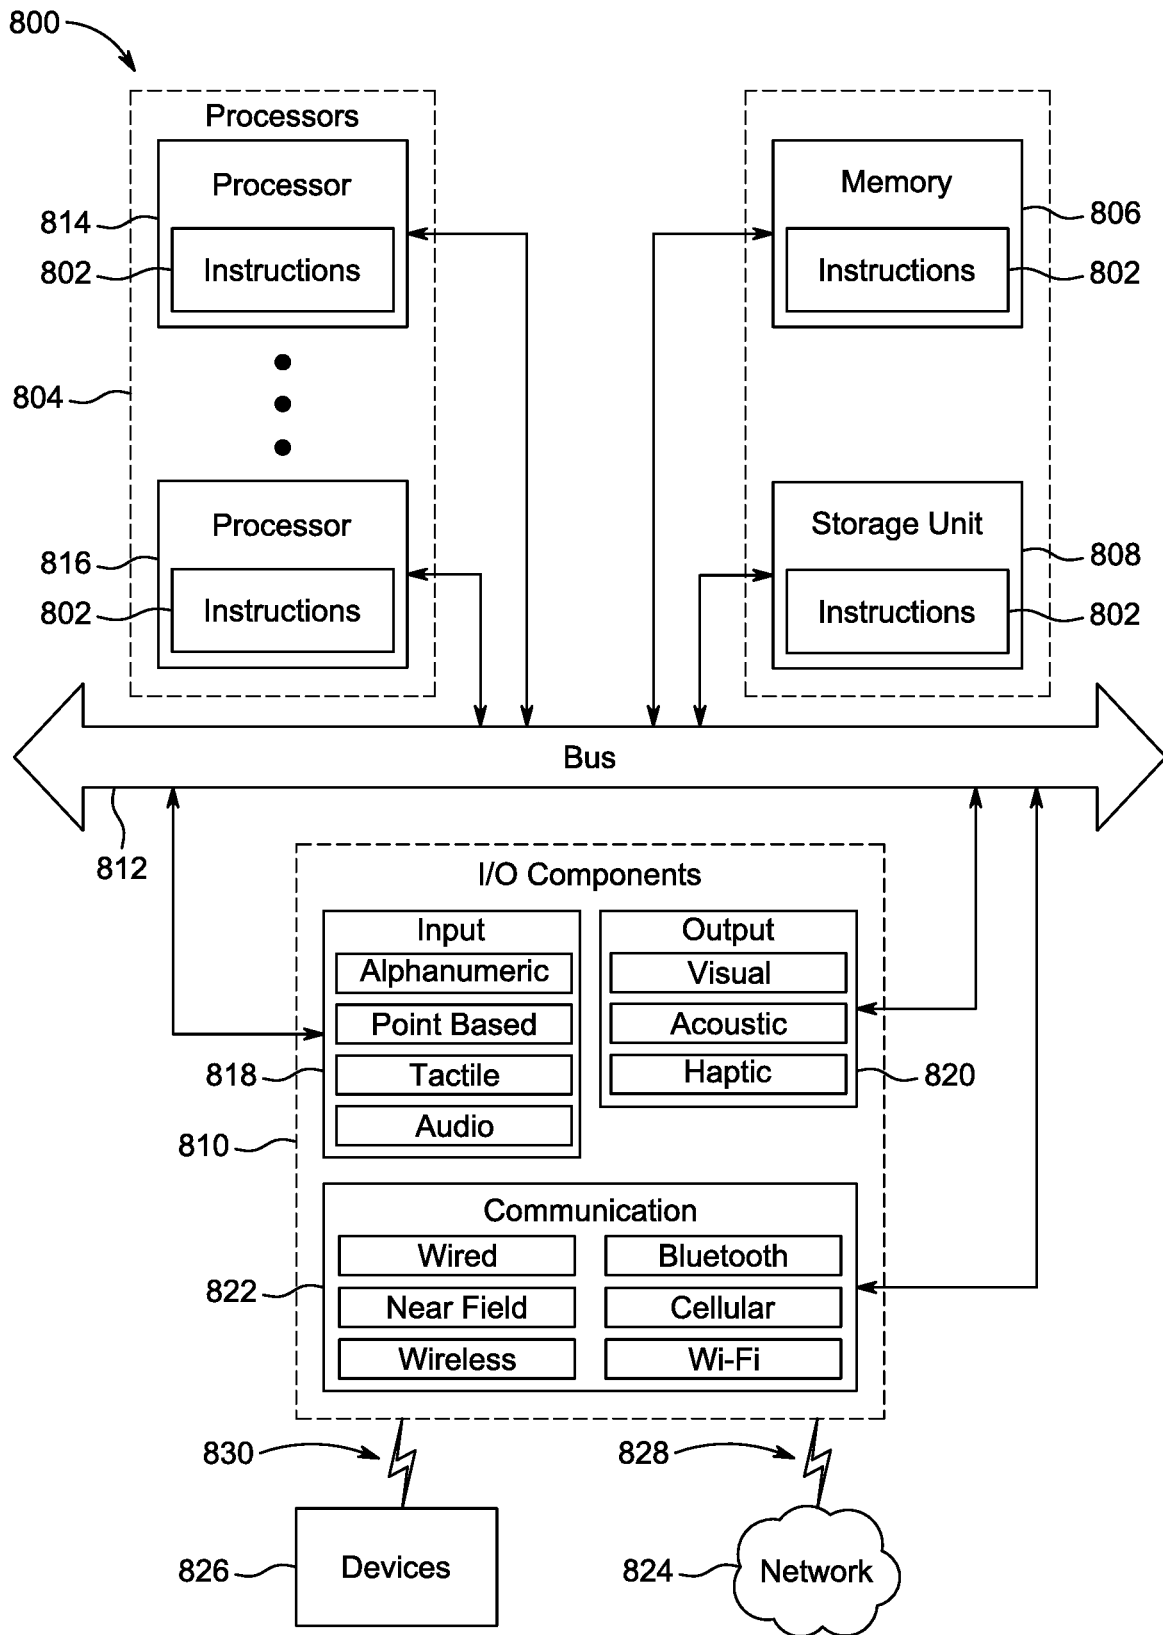 800
Processors
Processor
814
802
Instructions
804
Processor
816
802
Instructions
Memory
806
Instructions
802
Storage Unit
808
Instructions
802
Bus
812
I/O Components
Input
Alphanumeric
Point Based
818
Tactile
Audio
810
Output
Visual
Acoustic
Haptic
820
Communication
Wired
Bluetooth
822
Near Field
Cellular
Wireless
Wi-Fi
830
828
826
Devices
824
Network